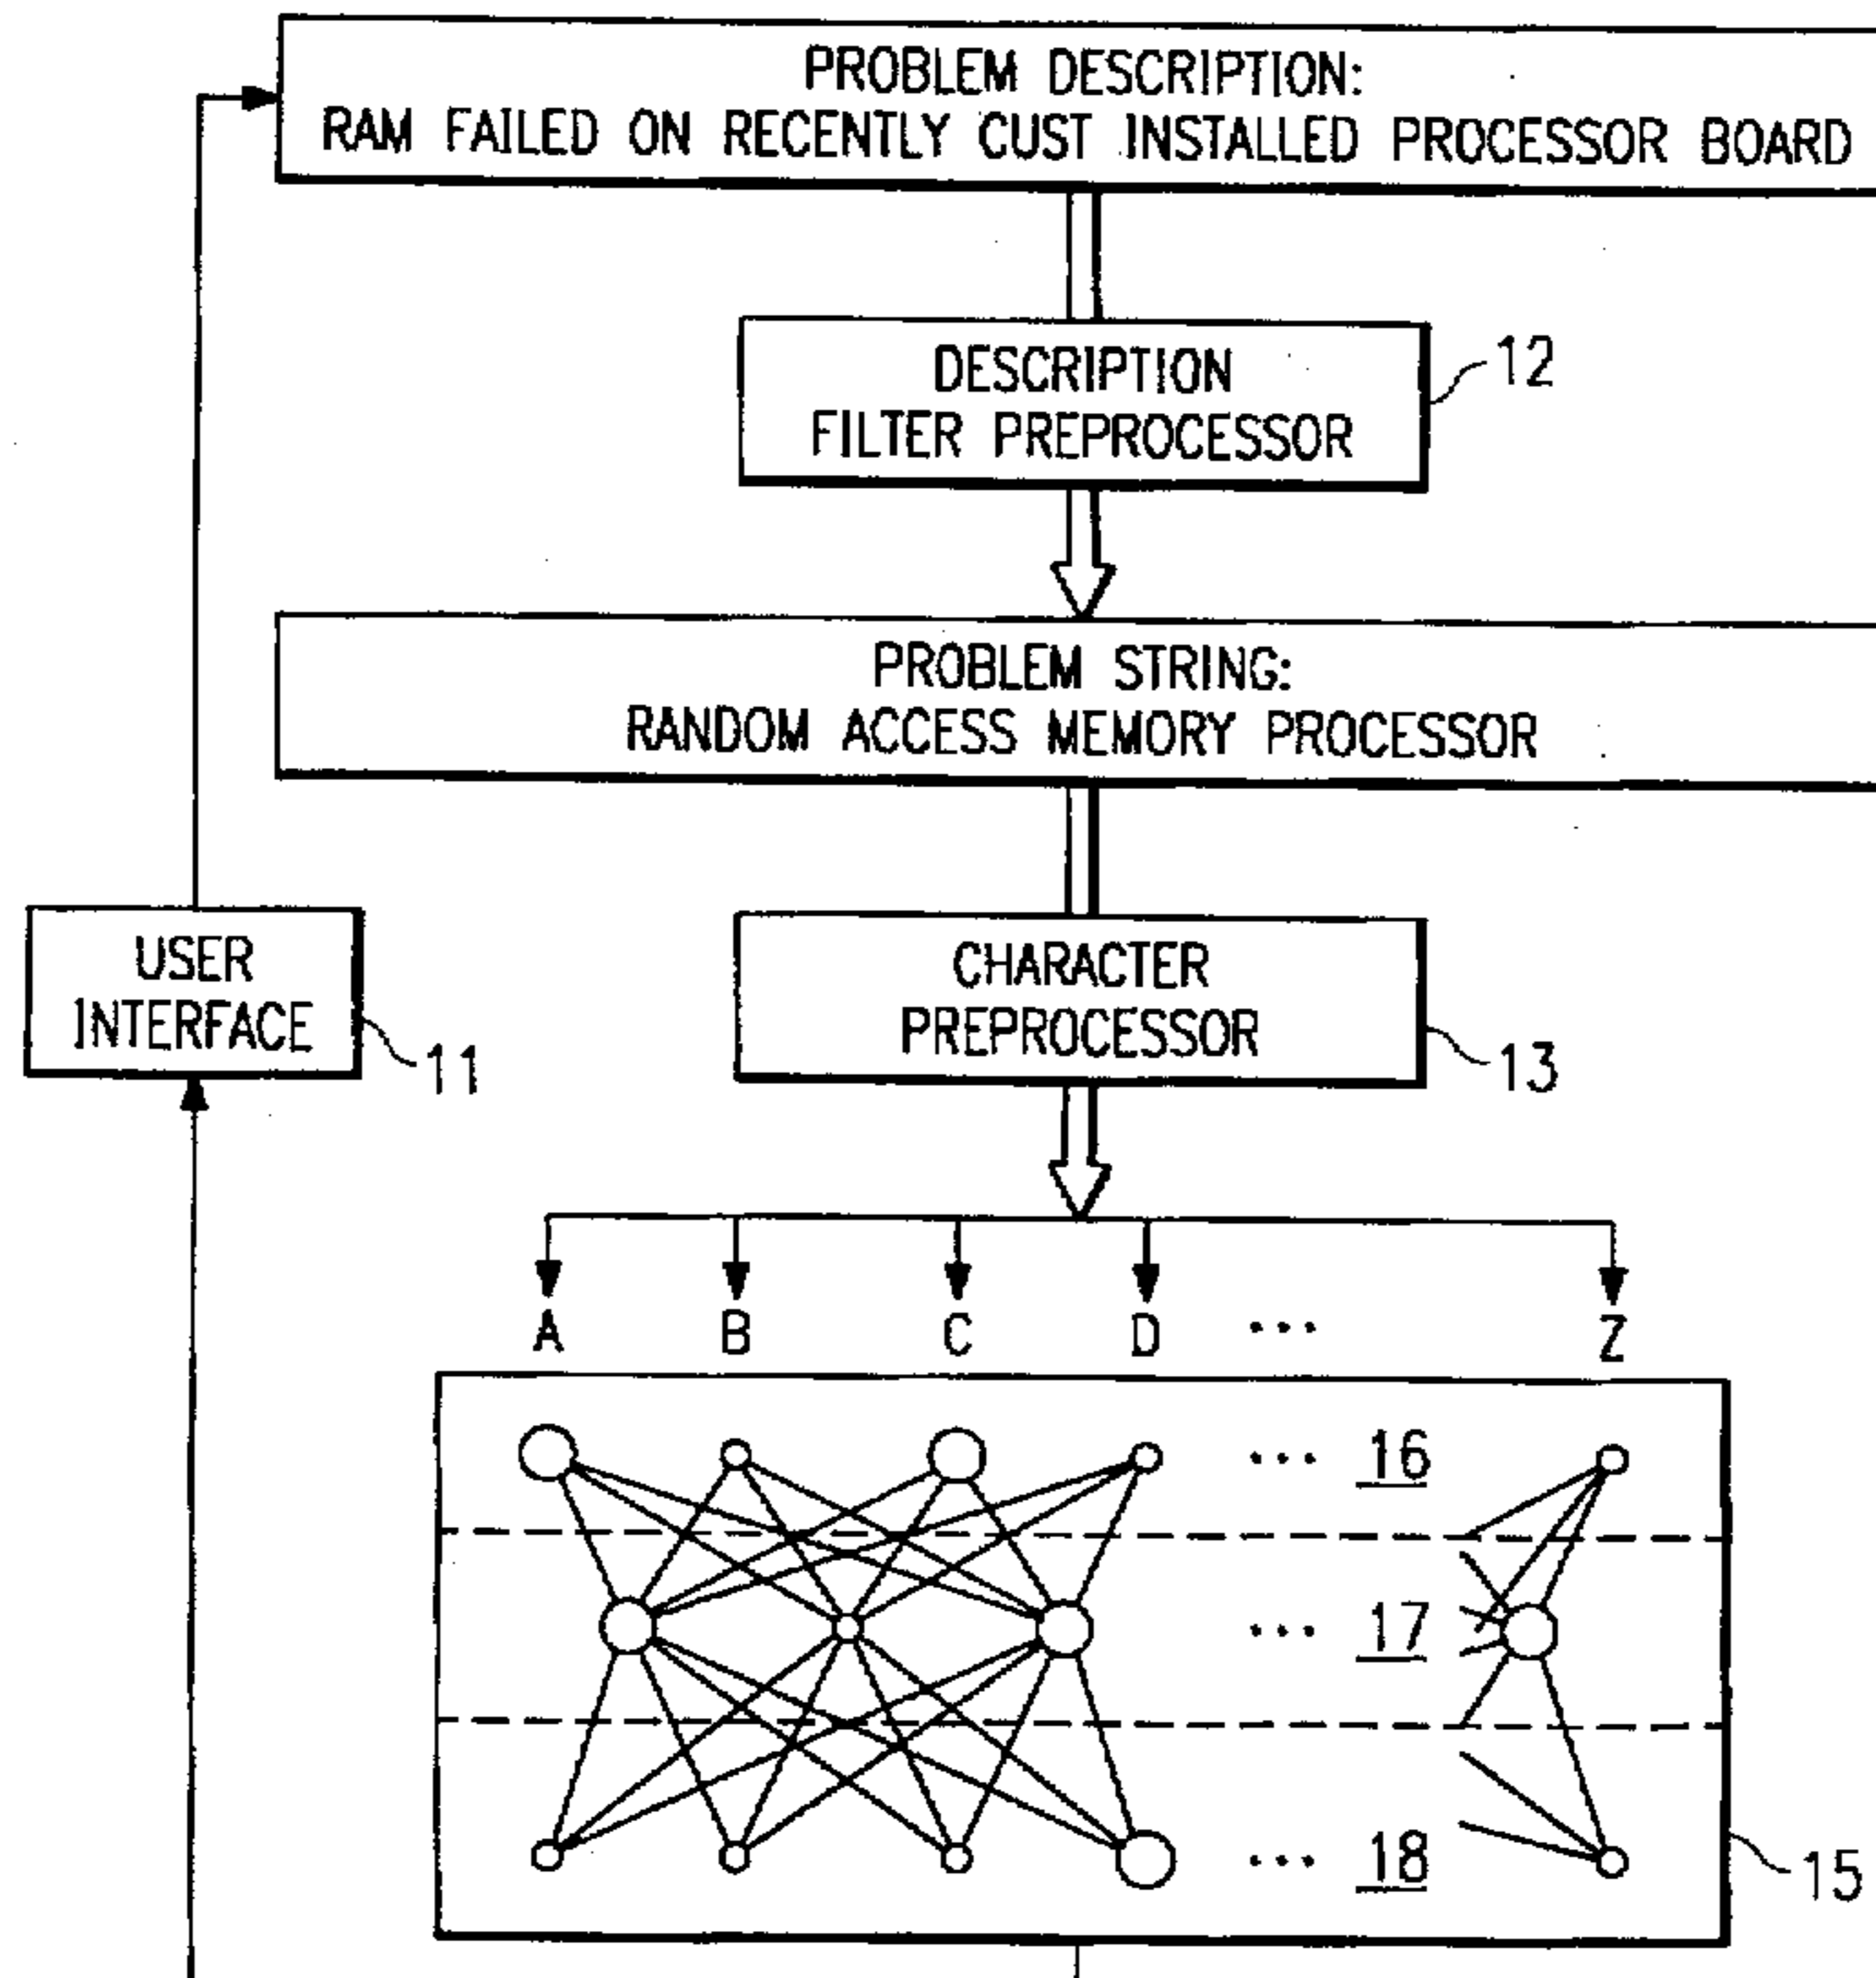 PROBLEM DESCRIPTION:
RAM FAILED ON RECENTLY CUST INSTALLED PROCESSOR BOARD
DESCRIPTION
FILTER PREPROCESSOR
12
PROBLEM STRING:
RANDOM ACCESS MEMORY PROCESSOR
USER
INTERFACE
11
CHARACTER
PREPROCESSOR
13
A B C D ... Z
... 16
... 17
... 18
15